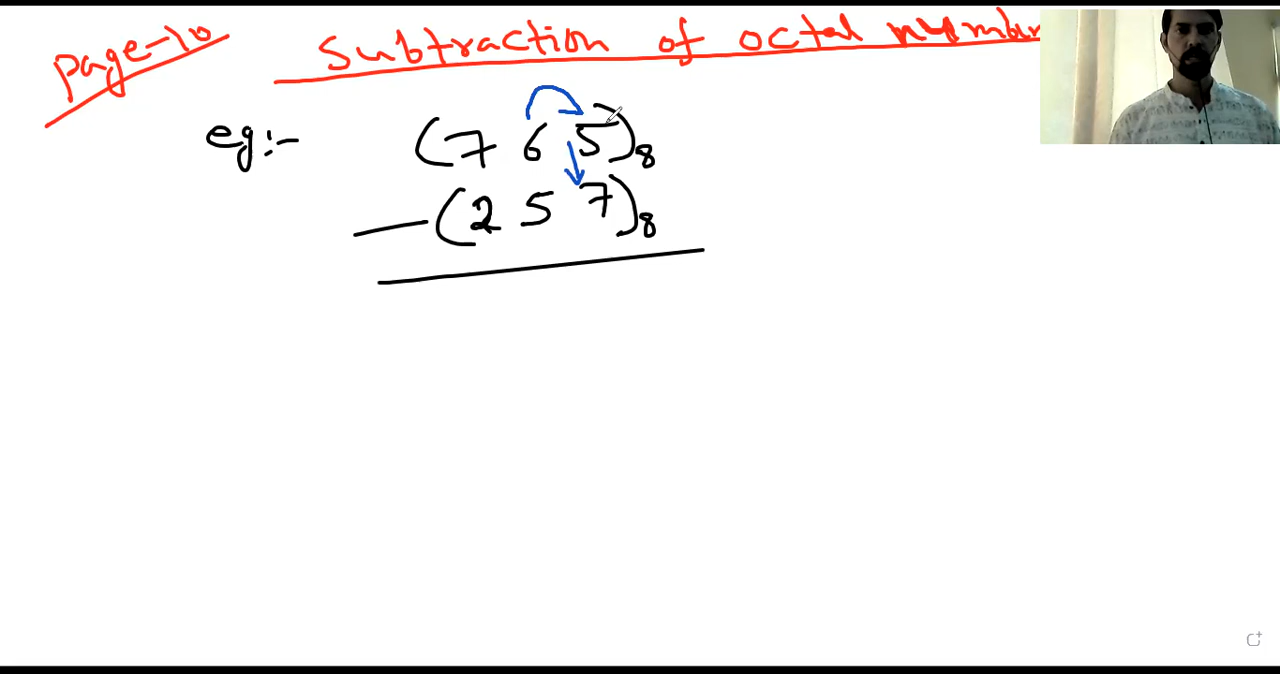 Page-10
Subtraction of octal
eg:-
(7 6 5)8
-(2 5 7)8